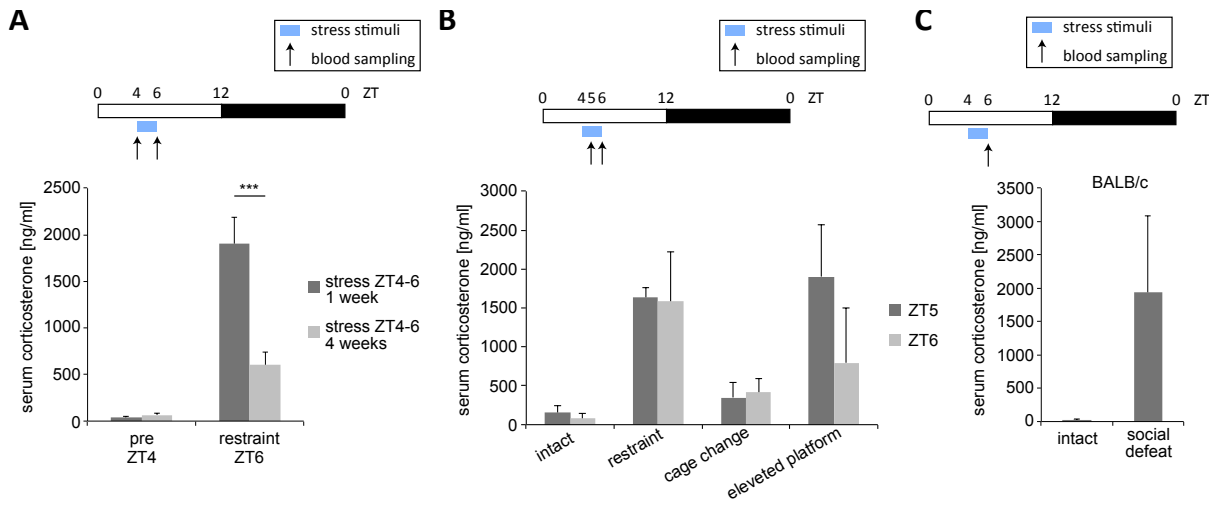 A
stress stimuli
blood sampling
0 4 6 12 0 ZT
serum corticosterone [ng/ml]
2500
2000
1500
1000
500
0
***
pre
ZT4
restraint
ZT6
stress ZT4-6
1 week
stress ZT4-6
4 weeks
B
stress stimuli
blood sampling
0 4 5 6 12 0 ZT
serum corticosterone [ng/ml]
3000
2500
2000
1500
1000
500
0
intact
restraint
cage change
eleveted platform
ZT5
ZT6
C
stress stimuli
blood sampling
0 4 6 12 0 ZT
BALB/c
serum corticosterone [ng/ml]
3500
3000
2500
2000
1500
1000
500
0
intact
social
defeat